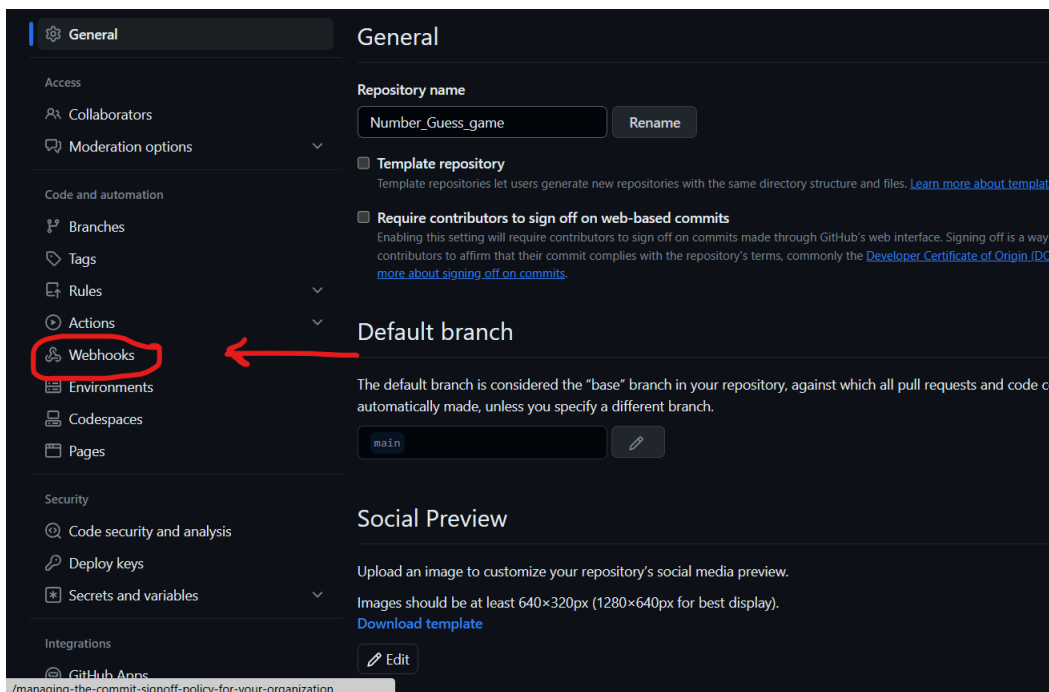 General
Access
Collaborators
Moderation options
Code and automation
Branches
Tags
Rules
Actions
Webhooks
Environments
Codespaces
Pages
Security
Code security and analysis
Deploy keys
Secrets and variables
Integrations
GitHub Apps
/managing-the-commit-signoff-policy-for-your-organization
General
Repository name
Number_Guess_game
Rename
Template repository
Template repositories let users generate new repositories with the same directory structure and files. Learn more about templat
Require contributors to sign off on web-based commits
Enabling this setting will require contributors to sign off on commits made through GitHub's web interface. Signing off is a way
contributors to affirm that their commit complies with the repository's terms, commonly the Developer Certificate of Origin (DC
more about signing off on commits.
Default branch
The default branch is considered the "base" branch in your repository, against which all pull requests and code c
automatically made, unless you specify a different branch.
main
Social Preview
Upload an image to customize your repository's social media preview.
Images should be at least 640×320px (1280×640px for best display).
Download template
Edit